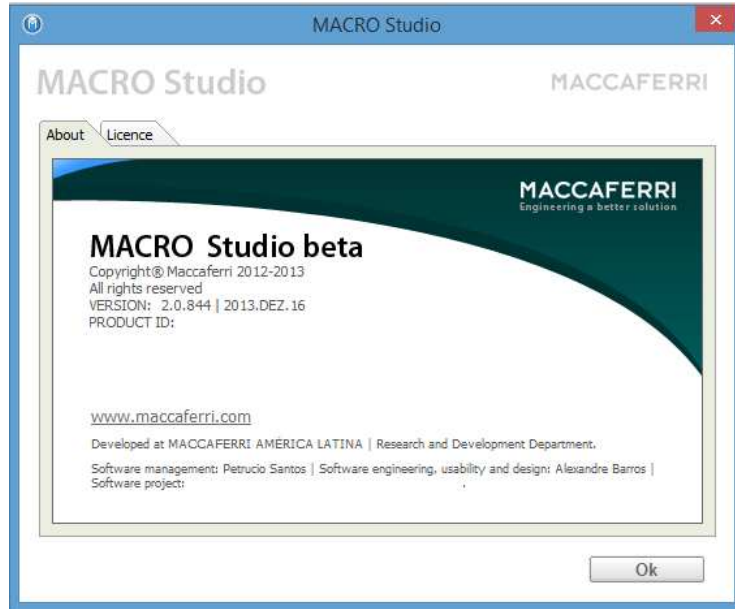 MACRO Studio
MACRO Studio
MACCAFERRI
About
Licence
MACCAFERRI
Engineering a better solution
MACRO Studio beta
Copyright® Maccaferri 2012-2013
All rights reserved
VERSION: 2.0.844 | 2013.DEZ.16
PRODUCT ID:
www.maccaferri.com
Developed at MACCAFERRI AMÉRICA LATINA | Research and Development Department.
Software management: Petrucio Santos | Software engineering, usability and design: Alexandre Barros |
Software project: .
Ok